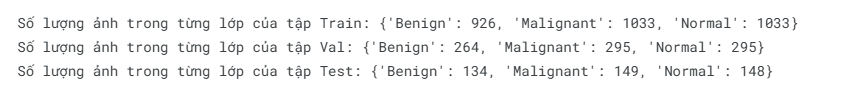 Số lượng ảnh trong từng lớp của tập Train: {'Benign': 926, 'Malignant': 1033, 'Normal': 1033}
Số lượng ảnh trong từng lớp của tập Val: {'Benign': 264, 'Malignant': 295, 'Normal': 295}
Số lượng ảnh trong từng lớp của tập Test: {'Benign': 134, 'Malignant': 149, 'Normal': 148}